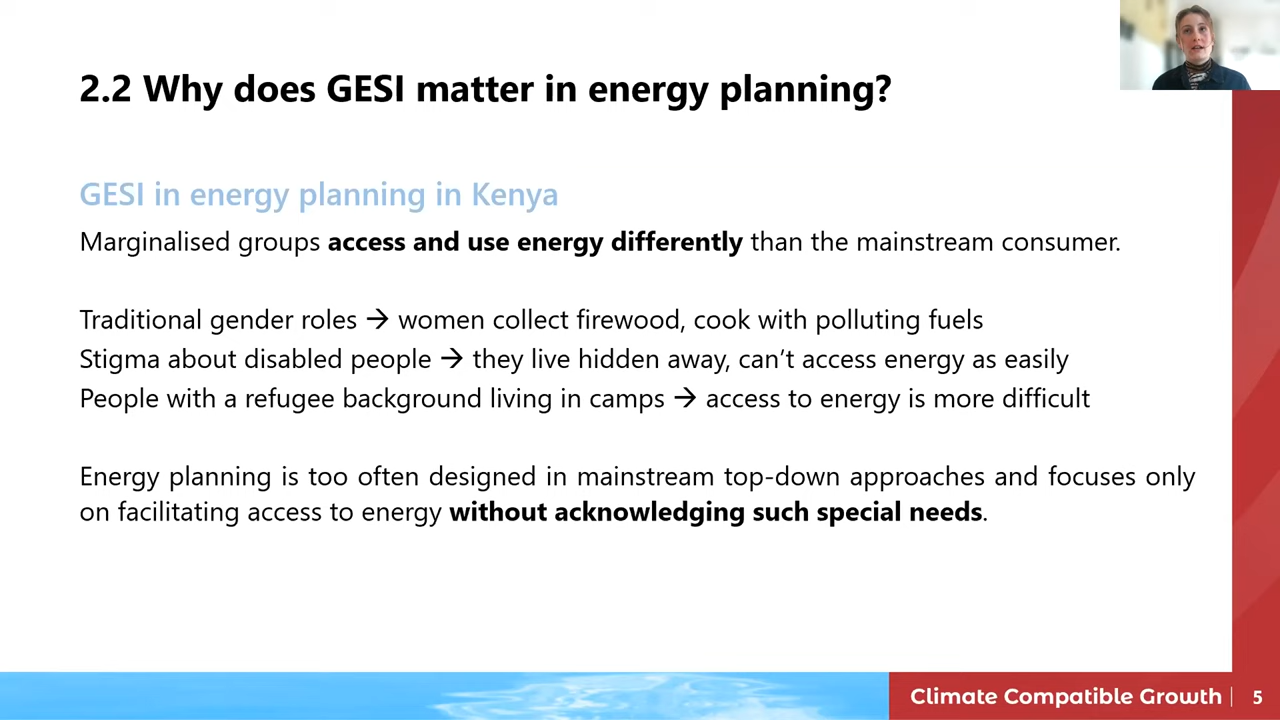 2.2 Why does GESI matter in energy planning?
GESI in energy planning in Kenya
Marginalised groups access and use energy differently than the mainstream consumer.
Traditional gender roles → women collect firewood, cook with polluting fuels
Stigma about disabled people → they live hidden away, can’t access energy as easily
People with a refugee background living in camps → access to energy is more difficult
Energy planning is too often designed in mainstream top-down approaches and focuses only
on facilitating access to energy without acknowledging such special needs.
Climate Compatible Growth | 5